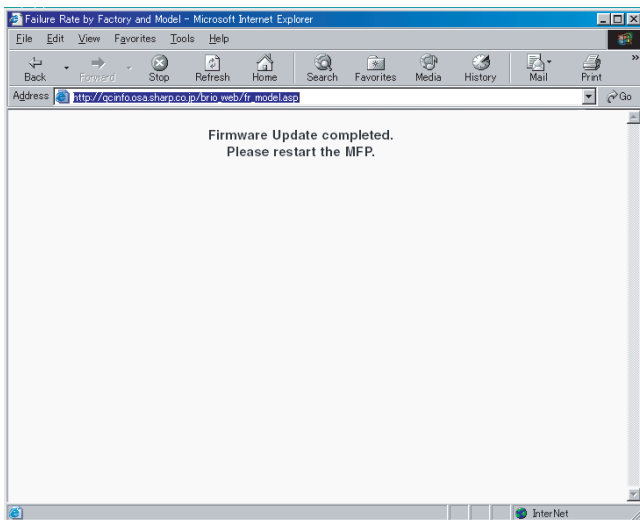 Failure Rate by Factory and Model - Microsoft Internet Explorer
File Edit View Favorites Tools Help
Back Forward Stop Refresh Home Search Favorites Media History Mail Print
Address http://qcinfo.osa.sharp.co.jp/brio_web/fr_model.asp Go
Firmware Update completed.
Please restart the MFP.
InterNet